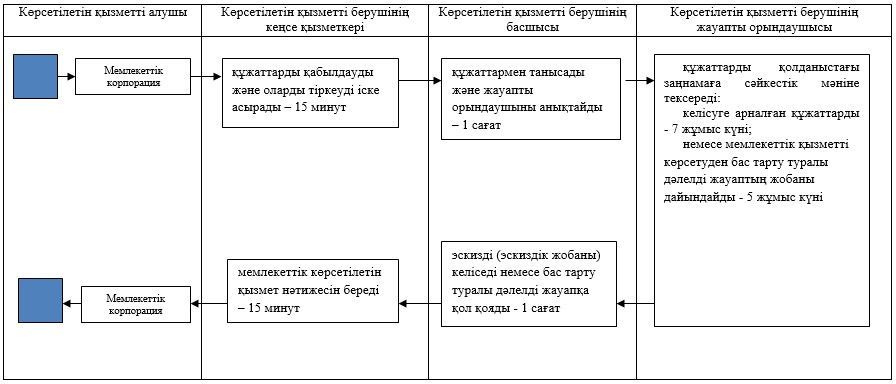 Көрсетілетін қызметті алушы
Көрсетілетін қызметті берушінің
кеңсе қызметкері
Көрсетілетін қызметті берушінің
басшысы
Көрсетілетін қызметті берушінің
жауапты орындаушысы
Мемлекеттік
корпорация
құжаттарды қабылдауды
және оларды тіркеуді іске
асырады – 15 минут
құжаттармен танысады
және жауапты
орындаушыны анықтайды
– 1 сағат
құжаттарды қолданыстағы
заңнамаға сәйкестік мәніне
тексереді:
келісуге арналған құжаттарды
- 7 жұмыс күні;
немесе мемлекеттік қызметті
көрсетуден бас тарту туралы
дәлелді жауаптың жобаны
дайындайды - 5 жұмыс күні
Мемлекеттік
корпорация
мемлекеттік көрсетілетін
қызмет нәтижесін береді
– 15 минут
эскизді (эскиздік жобаны)
келіседі немесе бас тарту
туралы дәлелді жауапқа
қол қояды - 1 сағат